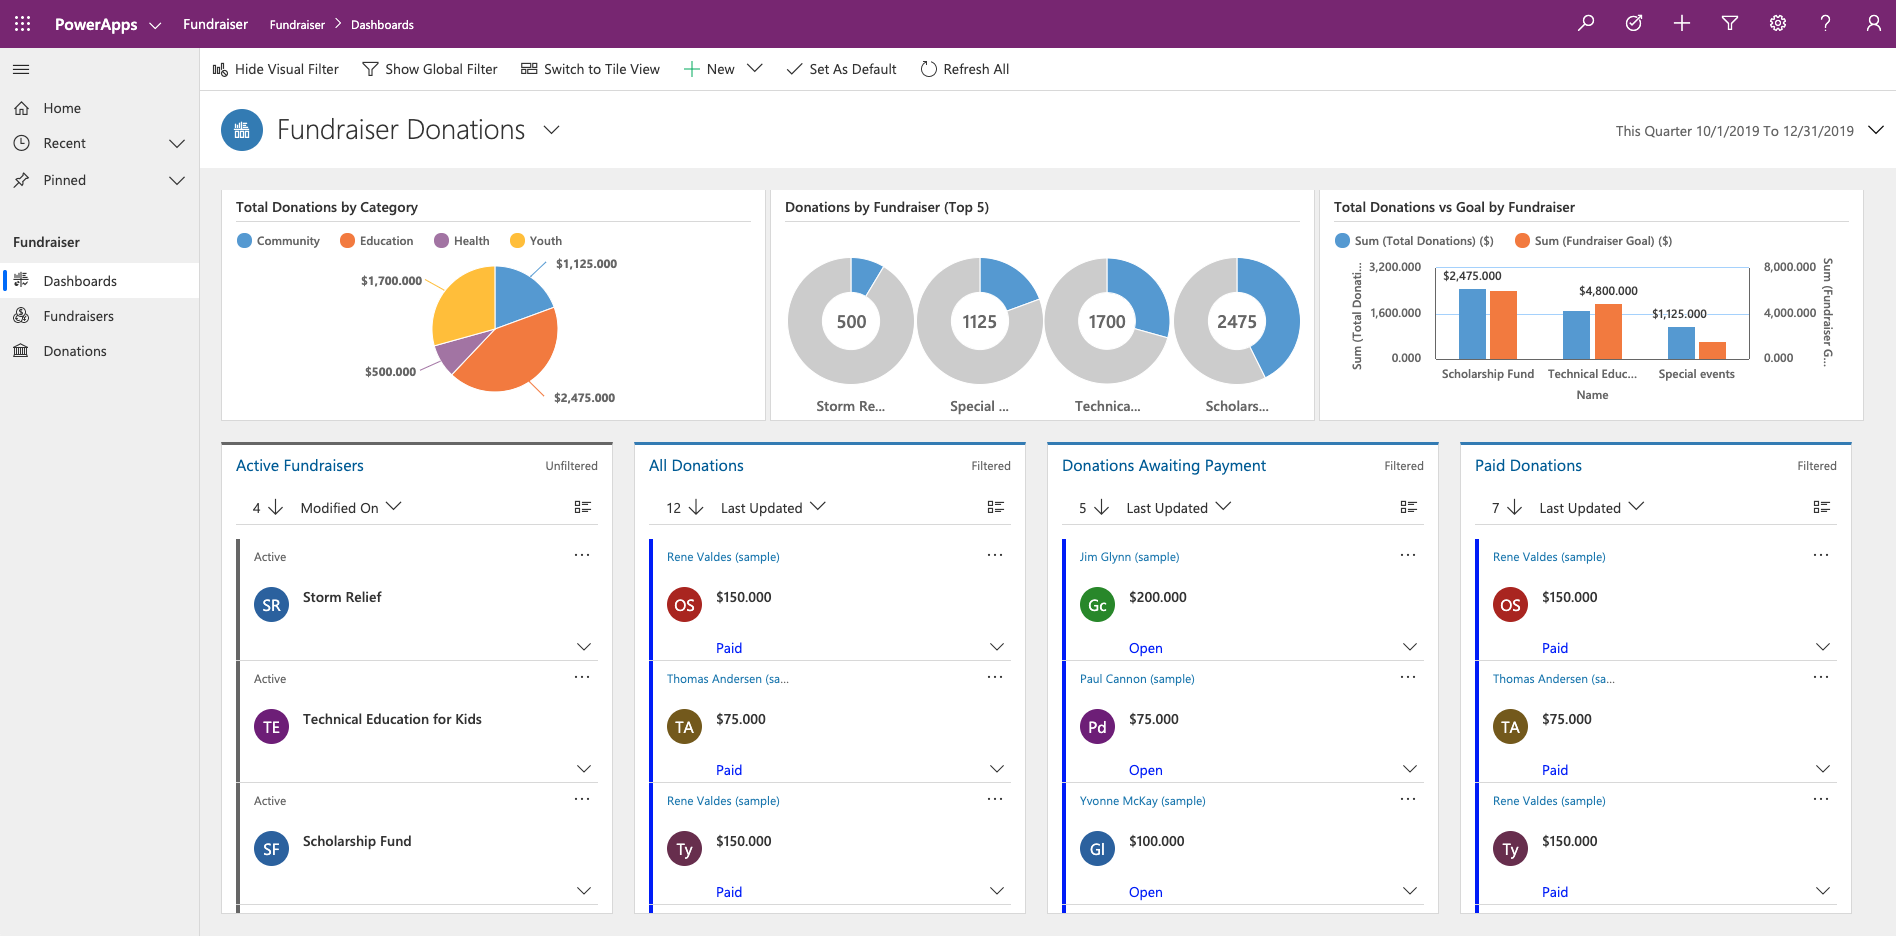 PowerApps Fundraiser Fundraiser Dashboards
Hide Visual Filter Show Global Filter Switch to Tile View New Set As Default Refresh All
Home
Recent
Pinned
Fundraiser
Dashboards
Fundraisers
Donations
Fundraiser Donations
This Quarter 10/1/2019 To 12/31/2019
Total Donations by Category
Community Education Health Youth
$1,125.000
$1,700.000
$500.000
$2,475.000
Donations by Fundraiser (Top 5)
500 1125 1700 2475
Storm Re... Special ... Technica... Scholars...
Total Donations vs Goal by Fundraiser
Sum (Total Donations) ($) Sum (Fundraiser Goal) ($)
Sum (Total Donati...
3,200.000
1,600.000
0.000
$2,475.000
$4,800.000
$1,125.000
8,000.000
4,000.000
0.000
Sum (Fundraiser G...
Scholarship Fund Technical Educ... Special events
Name
Active Fundraisers Unfiltered
4 Modified On
Active
SR Storm Relief
Active
TE Technical Education for Kids
Active
SF Scholarship Fund
All Donations Filtered
12 Last Updated
Rene Valdes (sample)
OS $150.000
Paid
Thomas Andersen (sa...
TA $75.000
Paid
Rene Valdes (sample)
Ty $150.000
Paid
Donations Awaiting Payment Filtered
5 Last Updated
Jim Glynn (sample)
Gc $200.000
Open
Paul Cannon (sample)
Pd $75.000
Open
Yvonne McKay (sample)
Gl $100.000
Open
Paid Donations Filtered
7 Last Updated
Rene Valdes (sample)
OS $150.000
Paid
Thomas Andersen (sa...
TA $75.000
Paid
Rene Valdes (sample)
Ty $150.000
Paid